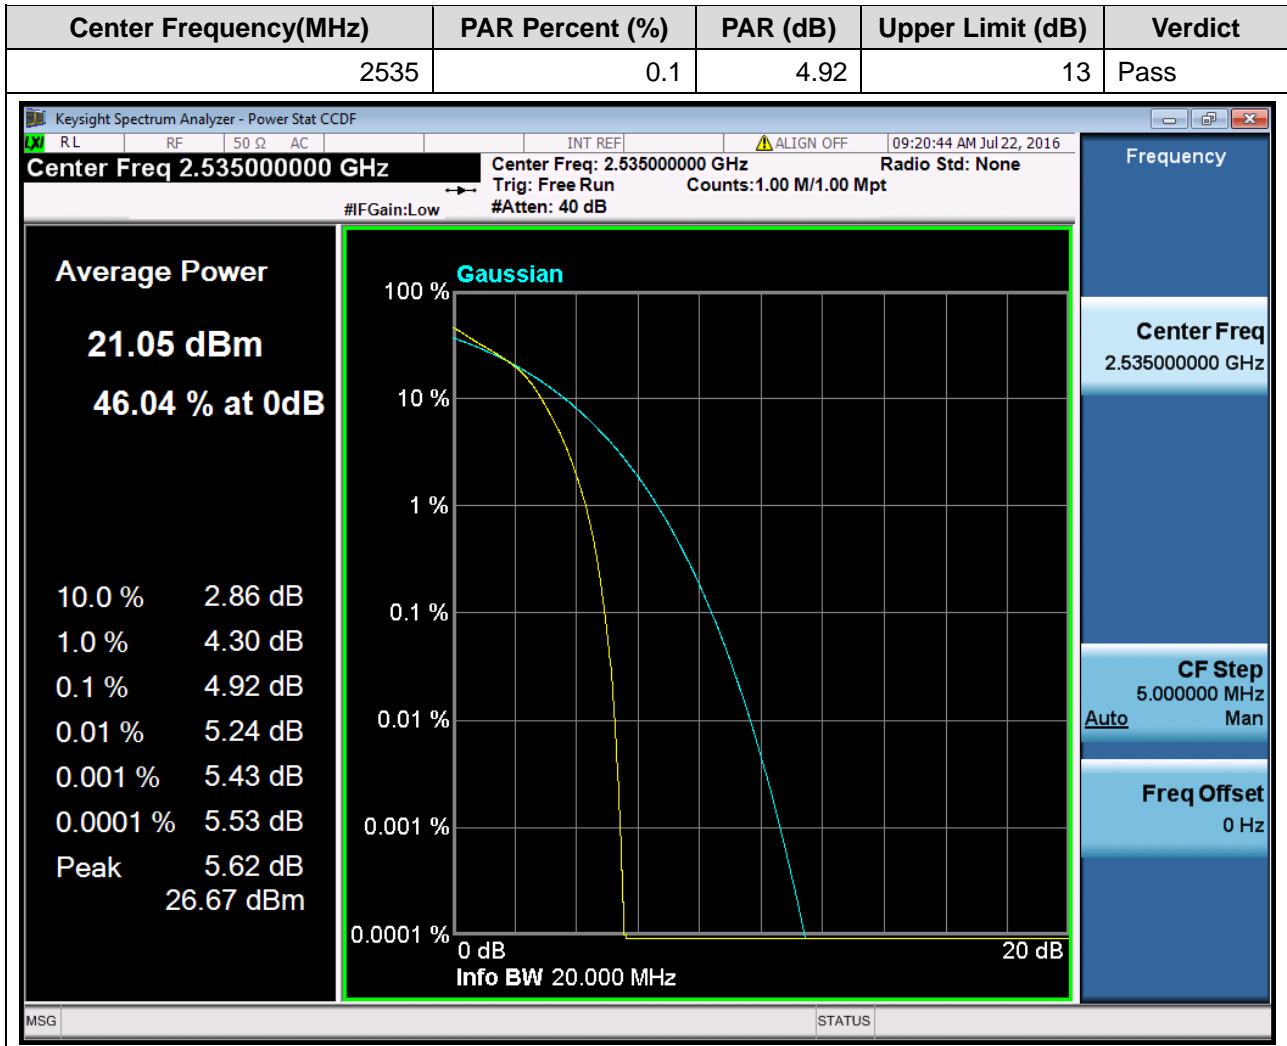 Center Frequency(MHz) PAR Percent (%) PAR (dB) Upper Limit (dB) Verdict
2535 0.1 4.92 13 Pass
Keysight Spectrum Analyzer - Power Stat CCDF
LXI RL RF 50 Ω AC INT REF ALIGN OFF 09:20:44 AM Jul 22, 2016
Center Freq 2.535000000 GHz
Center Freq: 2.535000000 GHz Radio Std: None
Trig: Free Run Counts:1.00 M/1.00 Mpt
#IFGain:Low #Atten: 40 dB
Frequency
Average Power
21.05 dBm
46.04 % at 0dB
10.0 % 2.86 dB
1.0 % 4.30 dB
0.1 % 4.92 dB
0.01 % 5.24 dB
0.001 % 5.43 dB
0.0001 % 5.53 dB
Peak 5.62 dB
26.67 dBm
Gaussian
100 %
10 %
1 %
0.1 %
0.01 %
0.001 %
0.0001 %
0 dB 20 dB
Info BW 20.000 MHz
Center Freq
2.535000000 GHz
CF Step
5.000000 MHz
Auto Man
Freq Offset
0 Hz
MSG STATUS